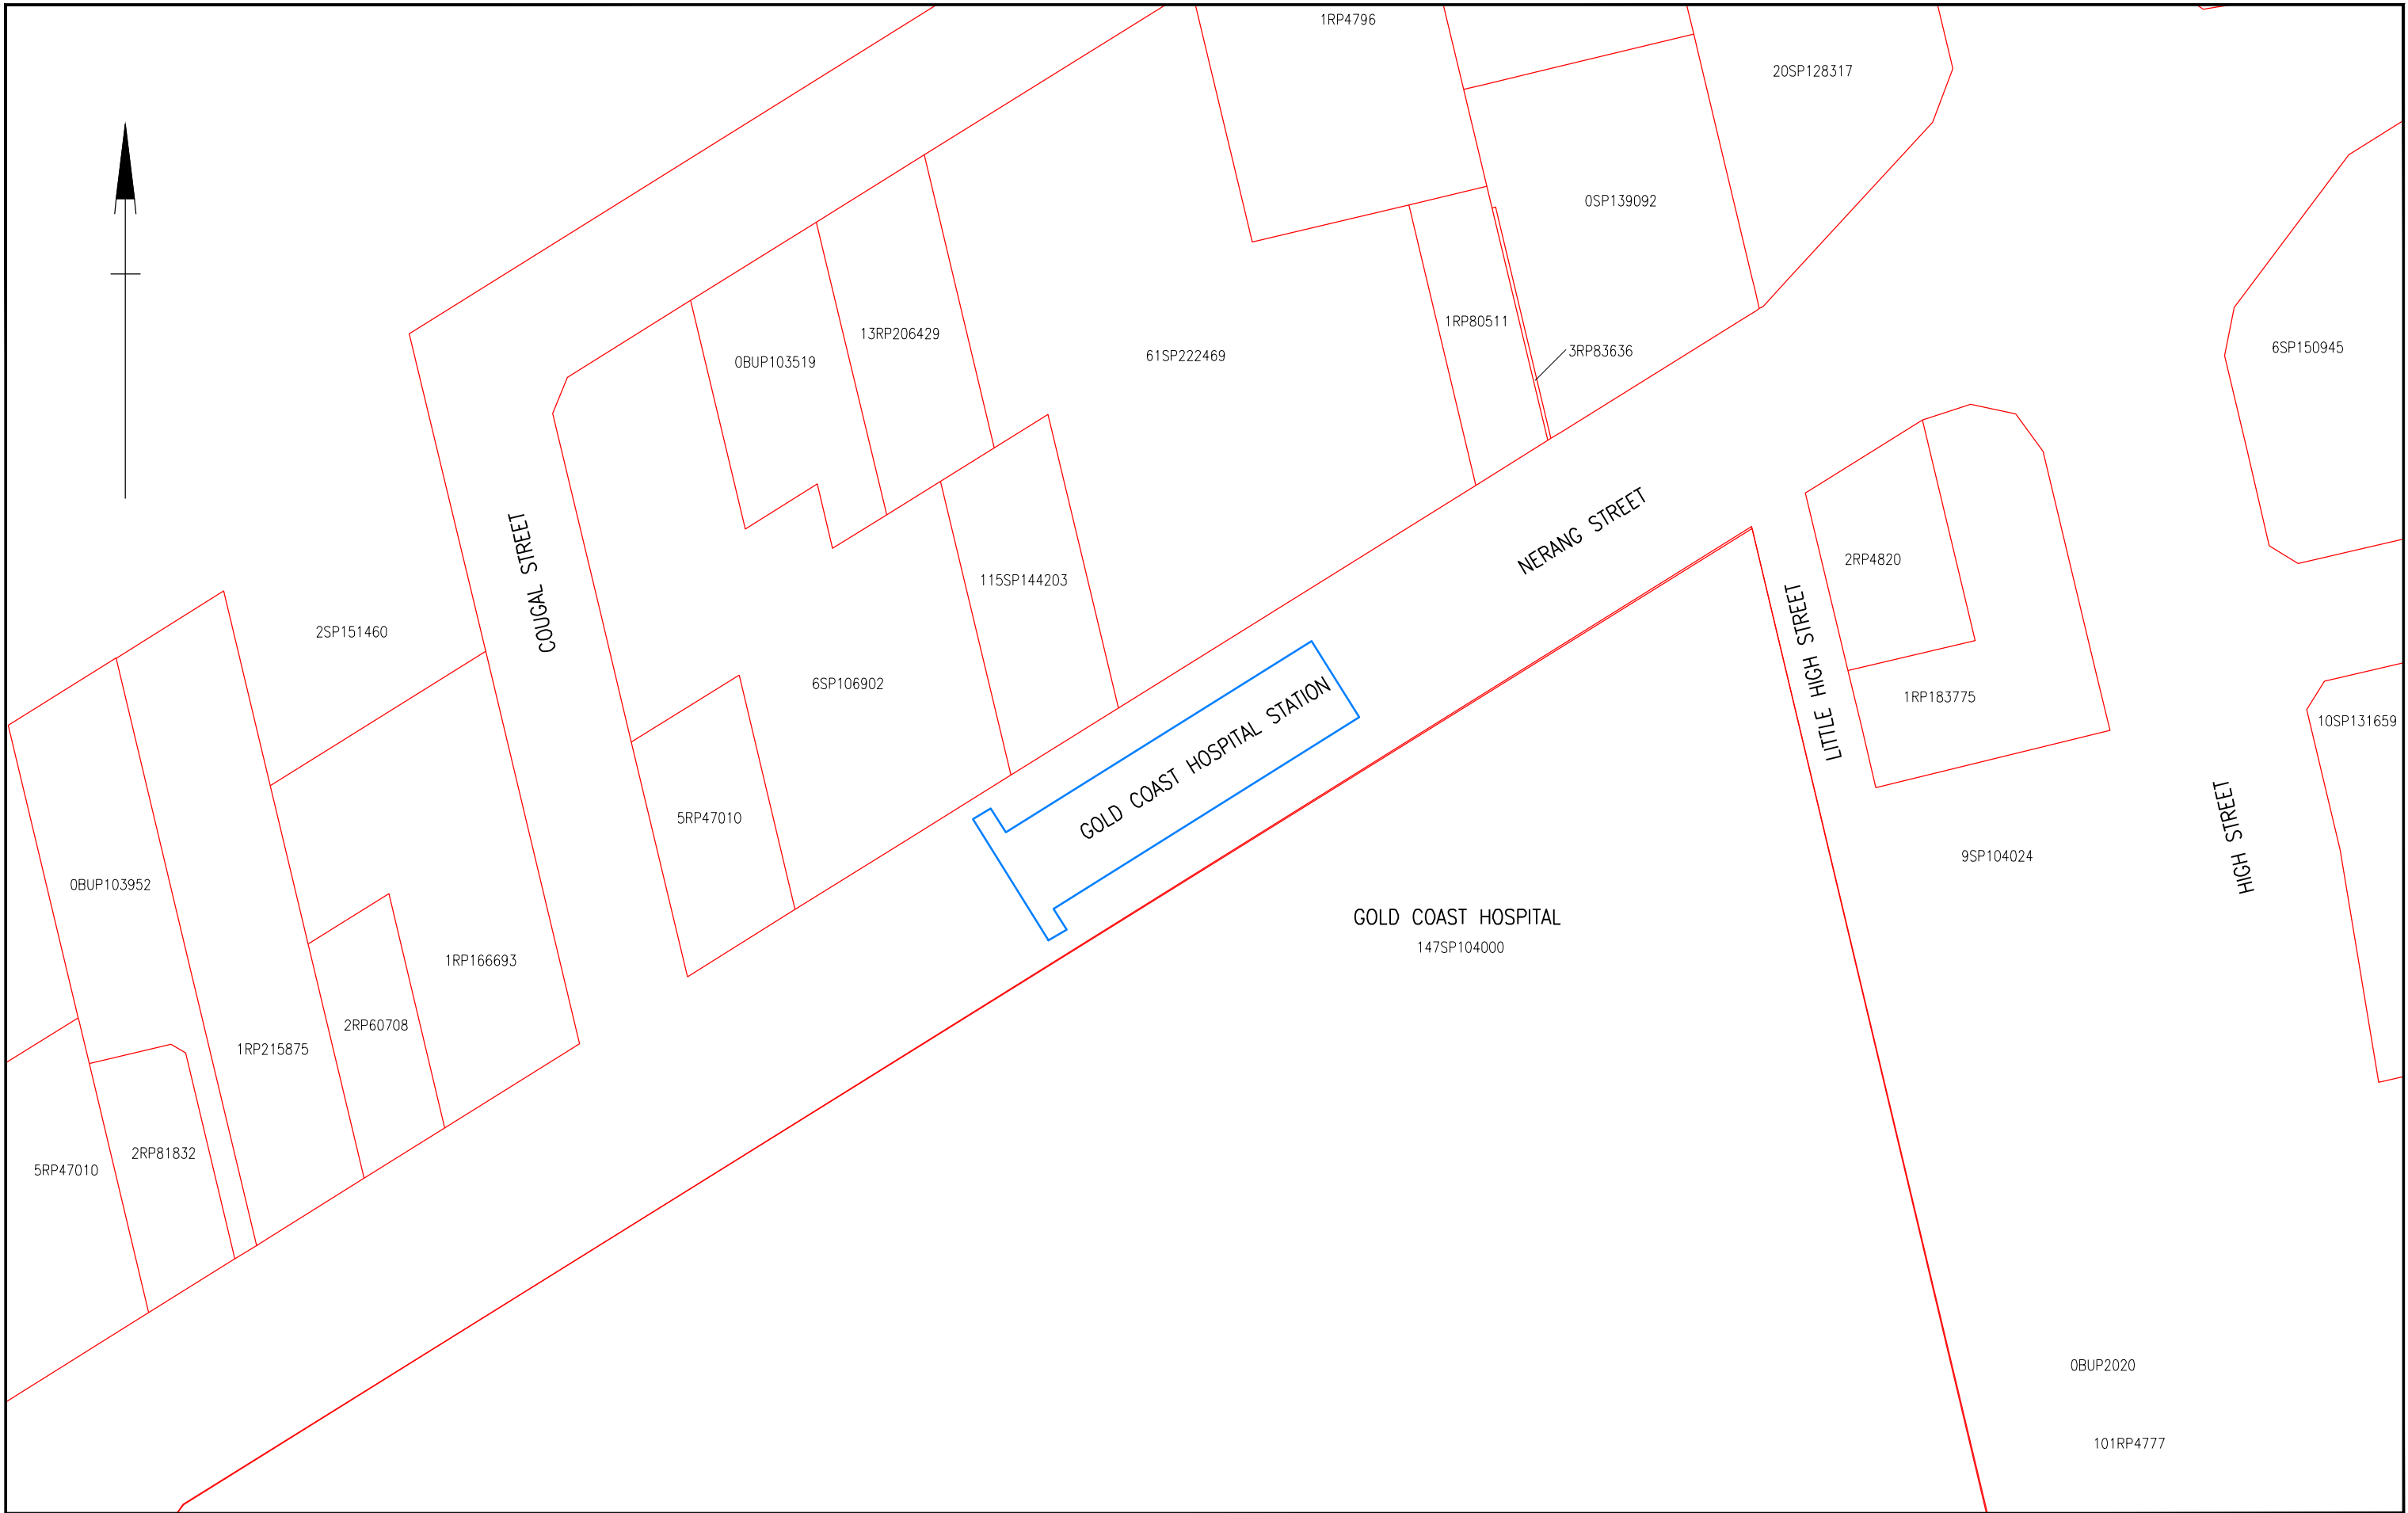 1RP4796
20SP128317
0SP139092
13RP206429
1RP80511
0BUP103519
61SP222469
3RP83636
6SP150945
COUGAL STREET
NERANG STREET
2RP4820
115SP144203
2SP151460
LITTLE HIGH STREET
6SP106902
1RP183775
GOLD COAST HOSPITAL STATION
10SP131659
5RP47010
HIGH STREET
9SP104024
0BUP103952
GOLD COAST HOSPITAL
147SP104000
1RP166693
2RP60708
1RP215875
2RP81832
5RP47010
0BUP2020
101RP4777